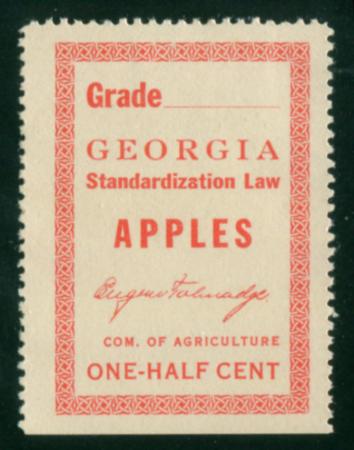 Grade
GEORGIA
Standardization Law
APPLES
Eugene Talmadge
COM. OF AGRICULTURE
ONE-HALF CENT